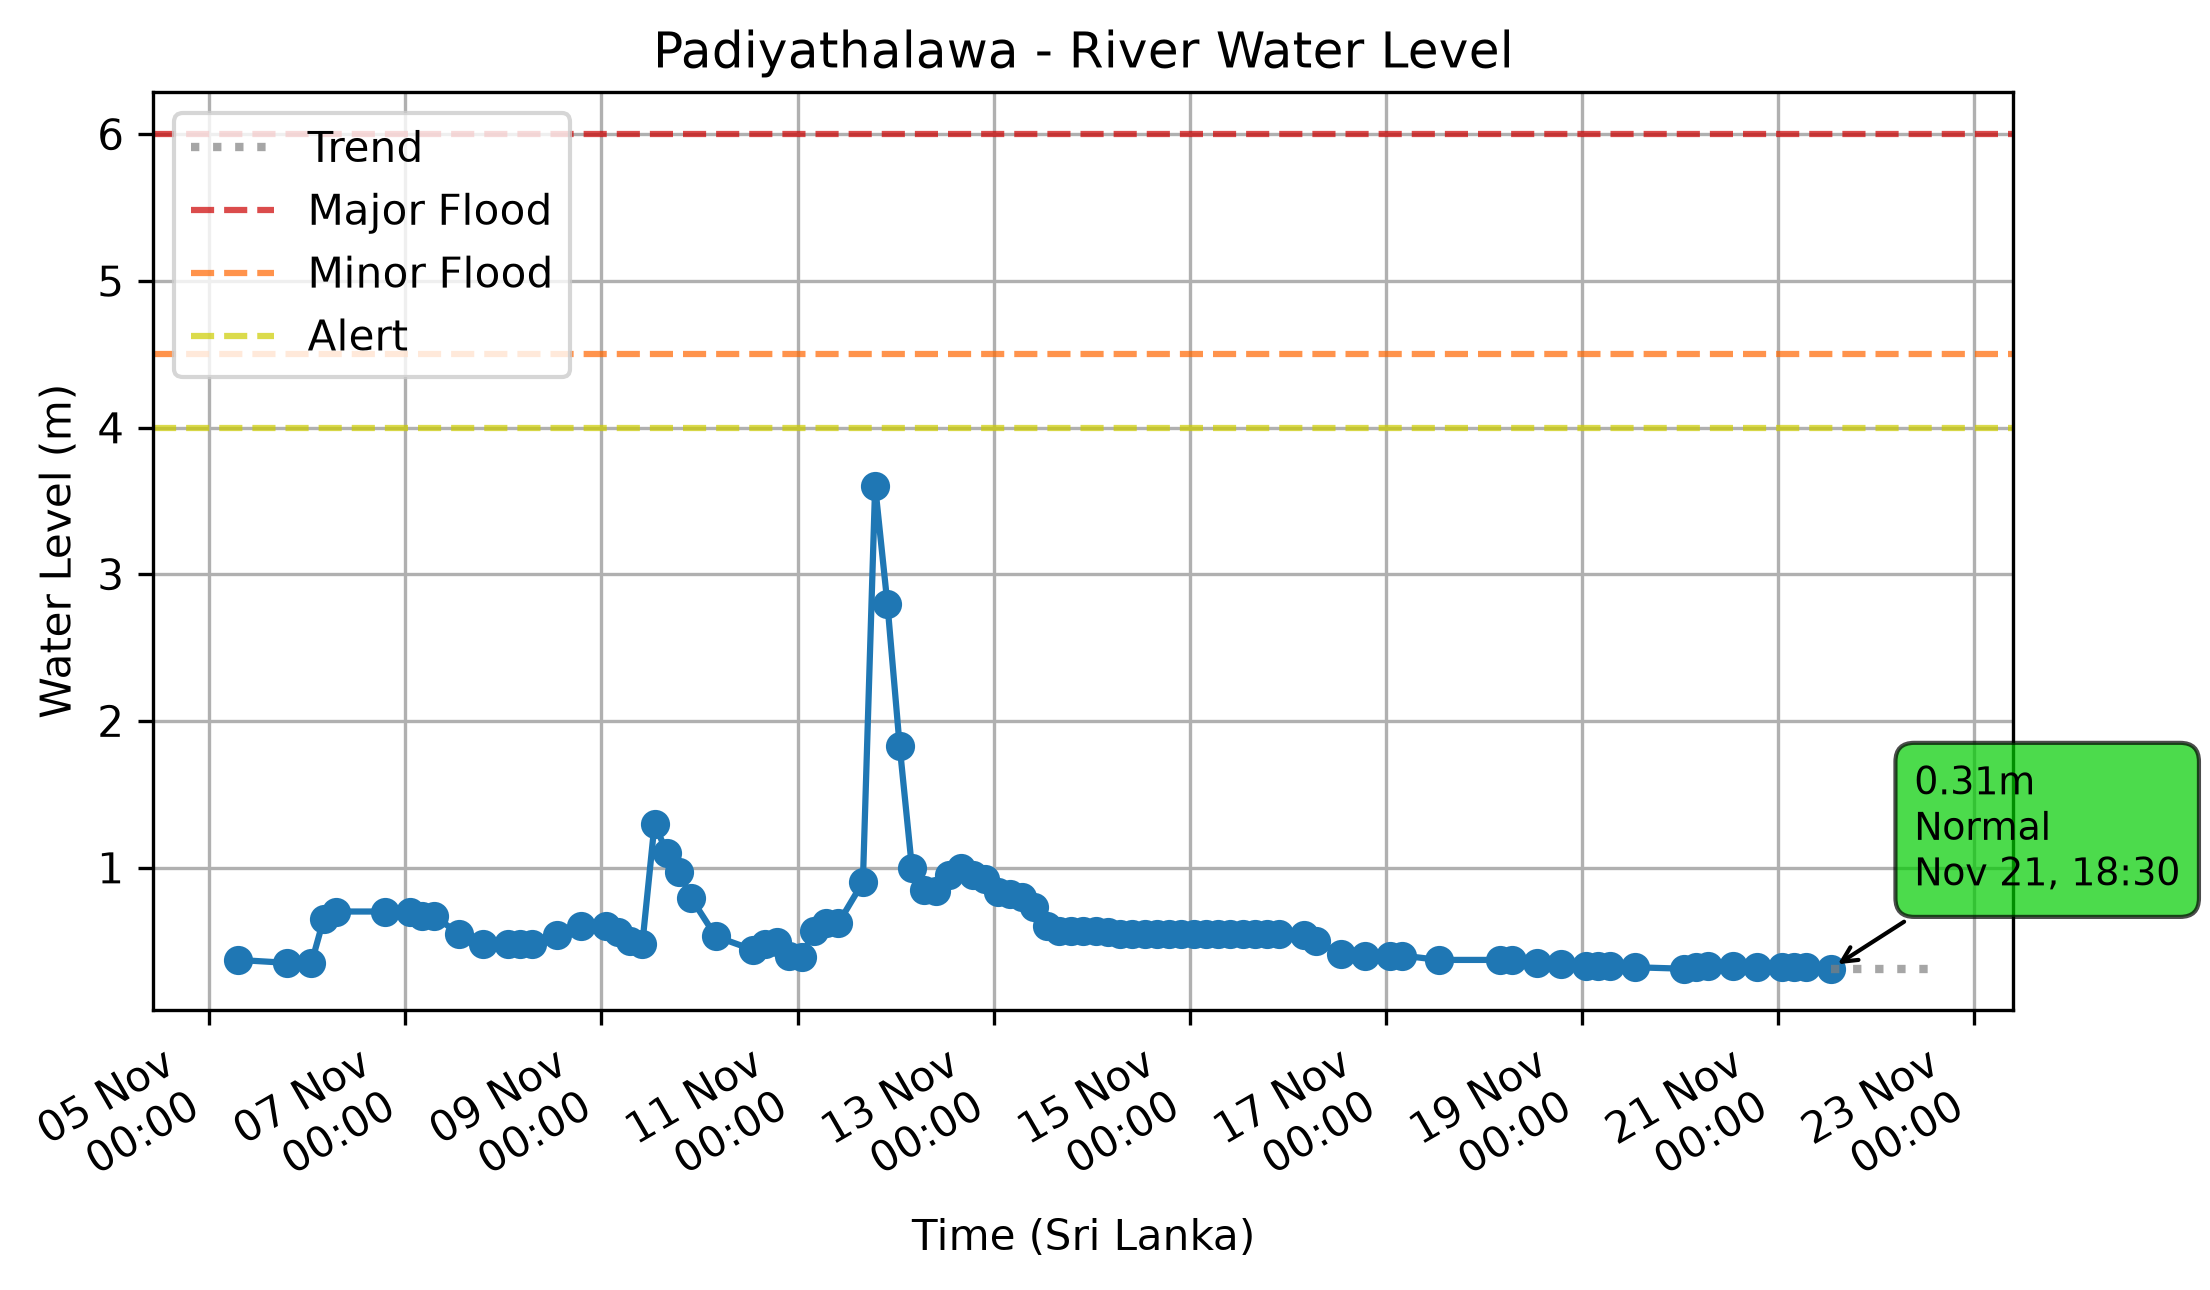 Padiyathalawa - River Water Level
Trend
Major Flood
Minor Flood
Alert
Water Level (m)
6
5
4
3
2
1
0.31m
Normal
Nov 21, 18:30
05 Nov
00:00
07 Nov
00:00
09 Nov
00:00
11 Nov
00:00
13 Nov
00:00
15 Nov
00:00
17 Nov
00:00
19 Nov
00:00
21 Nov
00:00
23 Nov
00:00
Time (Sri Lanka)